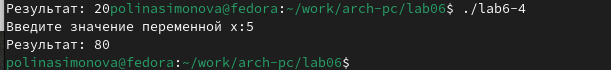 Результат: 20polinasimonova@fedora:~/work/arch-pc/lab06$ ./lab6-4
Введите значение переменной x:5
Результат: 80
polinasimonova@fedora:~/work/arch-pc/lab06$